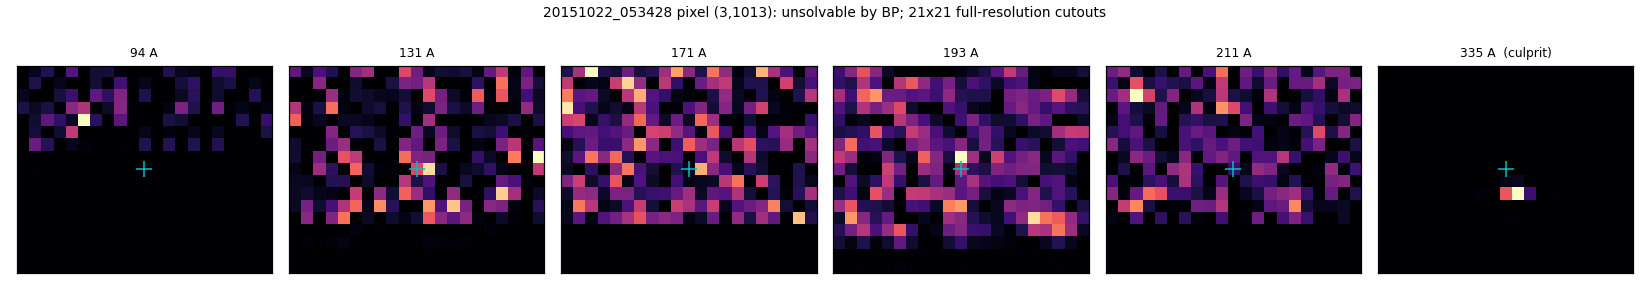 20151022_053428 pixel (3,1013): unsolvable by BP; 21x21 full-resolution cutouts
94 A
131 A
171 A
193 A
211 A
335 A (culprit)